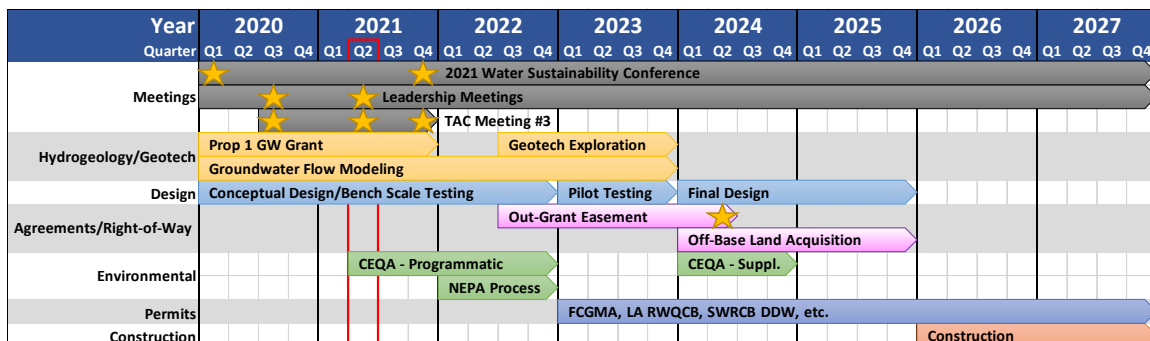 Year 2020 2021 2022 2023 2024 2025 2026 2027
Quarter Q1 Q2 Q3 Q4 Q1 Q2 Q3 Q4 Q1 Q2 Q3 Q4 Q1 Q2 Q3 Q4 Q1 Q2 Q3 Q4 Q1 Q2 Q3 Q4 Q1 Q2 Q3 Q4 Q1 Q2 Q3 Q4
2021 Water Sustainability Conference
Meetings Leadership Meetings
TAC Meeting #3
Hydrogeology/Geotech Prop 1 GW Grant Geotech Exploration
Groundwater Flow Modeling
Design Conceptual Design/Bench Scale Testing Pilot Testing Final Design
Agreements/Right-of-Way Out-Grant Easement
Off-Base Land Acquisition
Environmental CEQA - Programmatic CEQA - Suppl.
NEPA Process
Permits FCGMA, LA RWQCB, SWRCB DDW, etc.
Construction Construction